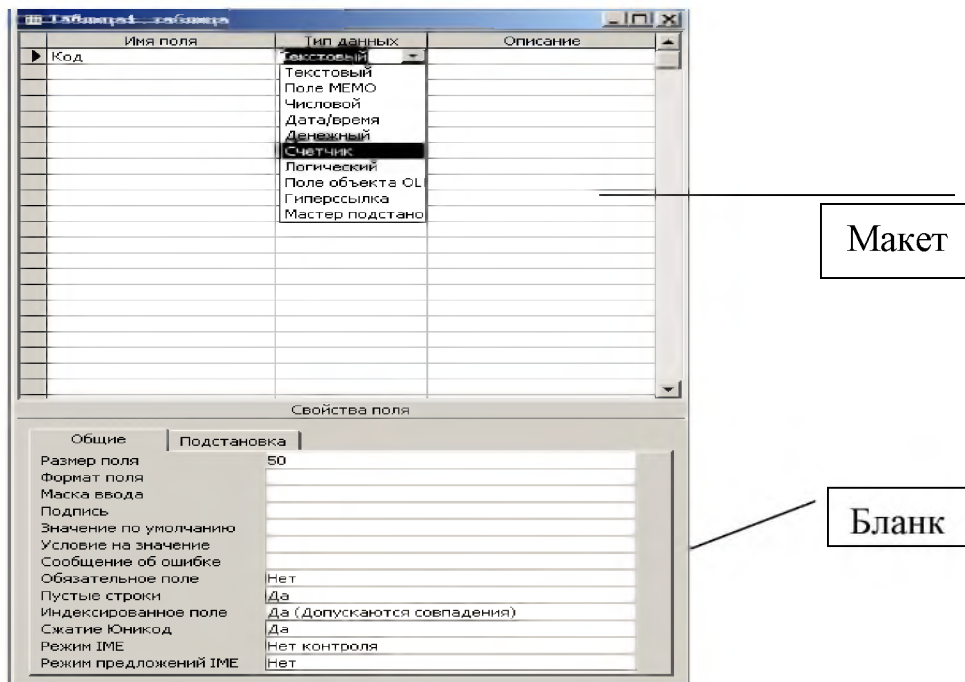 Таблица1 : таблица
Имя поля Тип данных Описание
Код Текстовый
Текстовый
Поле МЕМО
Числовой
Дата/время
Денежный
Счетчик
Логический
Поле объекта OL
Гиперссылка
Мастер подстано
Макет
Свойства поля
Общие Подстановка
Размер поля 50
Формат поля
Маска ввода
Подпись
Значение по умолчанию
Условие на значение
Сообщение об ошибке
Обязательное поле Нет
Пустые строки Да
Индексированное поле Да (Допускаются совпадения)
Сжатие Юникод Да
Режим IME Нет контроля
Режим предложений IME Нет
Бланк